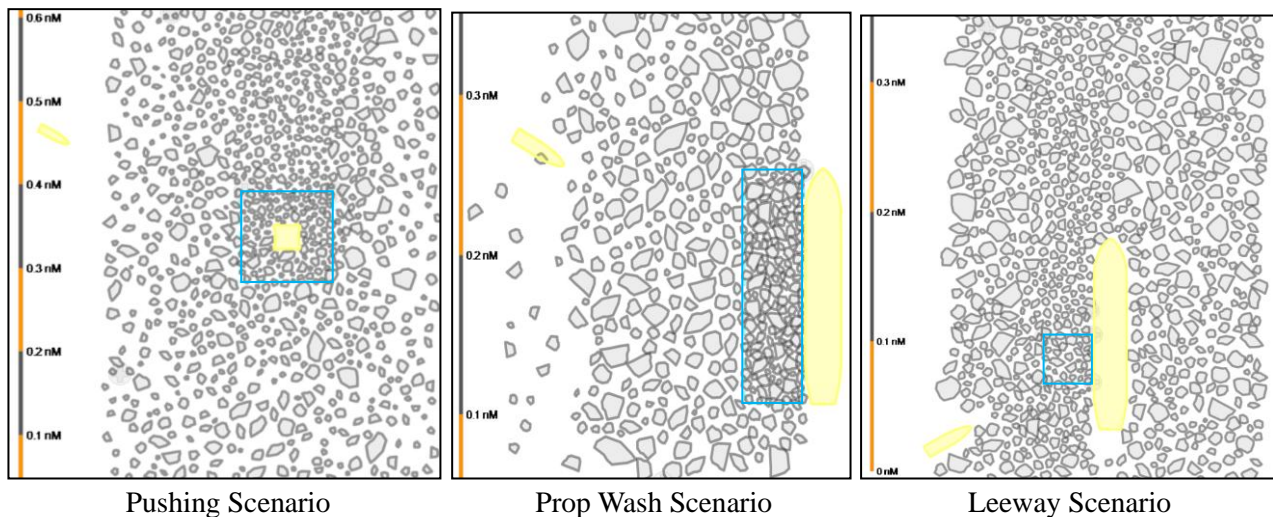 0.6 nM
0.5 nM
0.4 nM
0.3 nM
0.2 nM
0.1 nM
0.3 nM
0.2 nM
0.1 nM
0.3 nM
0.2 nM
0.1 nM
0 nM
Pushing Scenario
Prop Wash Scenario
Leeway Scenario